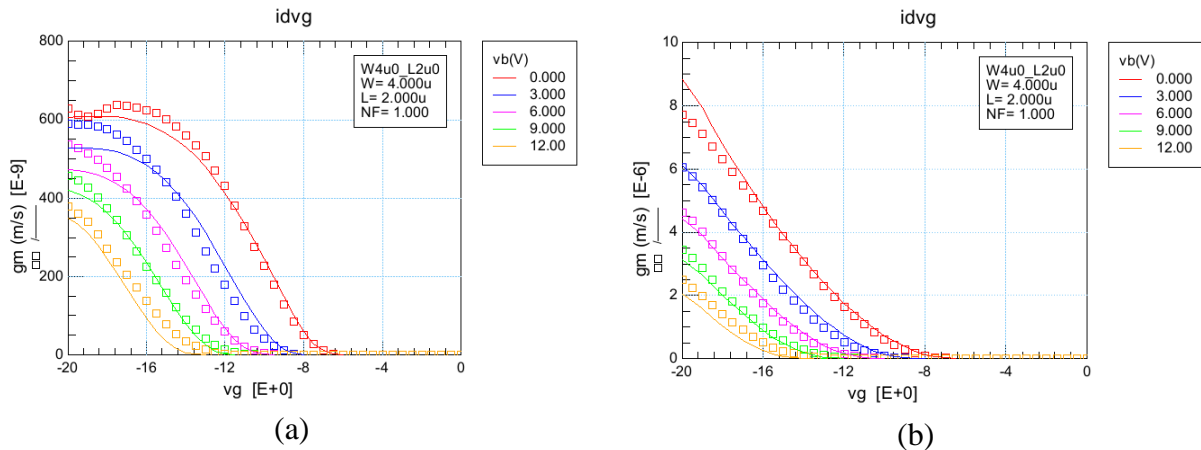 idvg
800
600
400
200
0
gm (m/s) [E-9]
-20
-16
-12
-8
-4
0
vg [E+0]
W4u0_L2u0
W= 4.000u
L= 2.000u
NF= 1.000
vb(V)
0.000
3.000
6.000
9.000
12.00
(a)
idvg
10
8
6
4
2
0
gm (m/s) [E-6]
-20
-16
-12
-8
-4
0
vg [E+0]
W4u0_L2u0
W= 4.000u
L= 2.000u
NF= 1.000
vb(V)
0.000
3.000
6.000
9.000
12.00
(b)